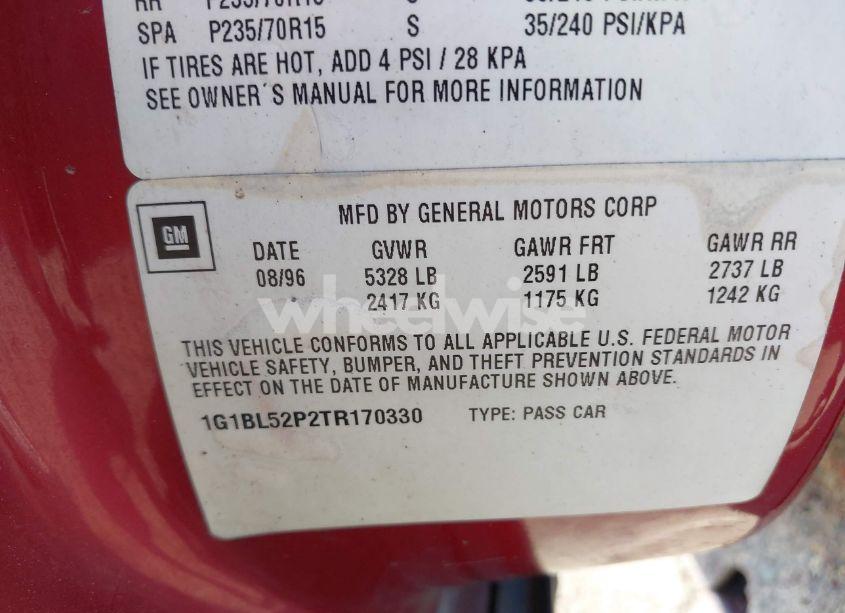 SPA P235/70R15 S 35/240 PSI/KPA
IF TIRES ARE HOT, ADD 4 PSI / 28 KPA
SEE OWNER´S MANUAL FOR MORE INFORMATION
GM
MFD BY GENERAL MOTORS CORP
DATE GVWR GAWR FRT GAWR RR
08/96 5328 LB 2591 LB 2737 LB
2417 KG 1175 KG 1242 KG
wheelwise
THIS VEHICLE CONFORMS TO ALL APPLICABLE U.S. FEDERAL MOTOR
VEHICLE SAFETY, BUMPER, AND THEFT PREVENTION STANDARDS IN
EFFECT ON THE DATE OF MANUFACTURE SHOWN ABOVE.
1G1BL52P2TR170330 TYPE: PASS CAR